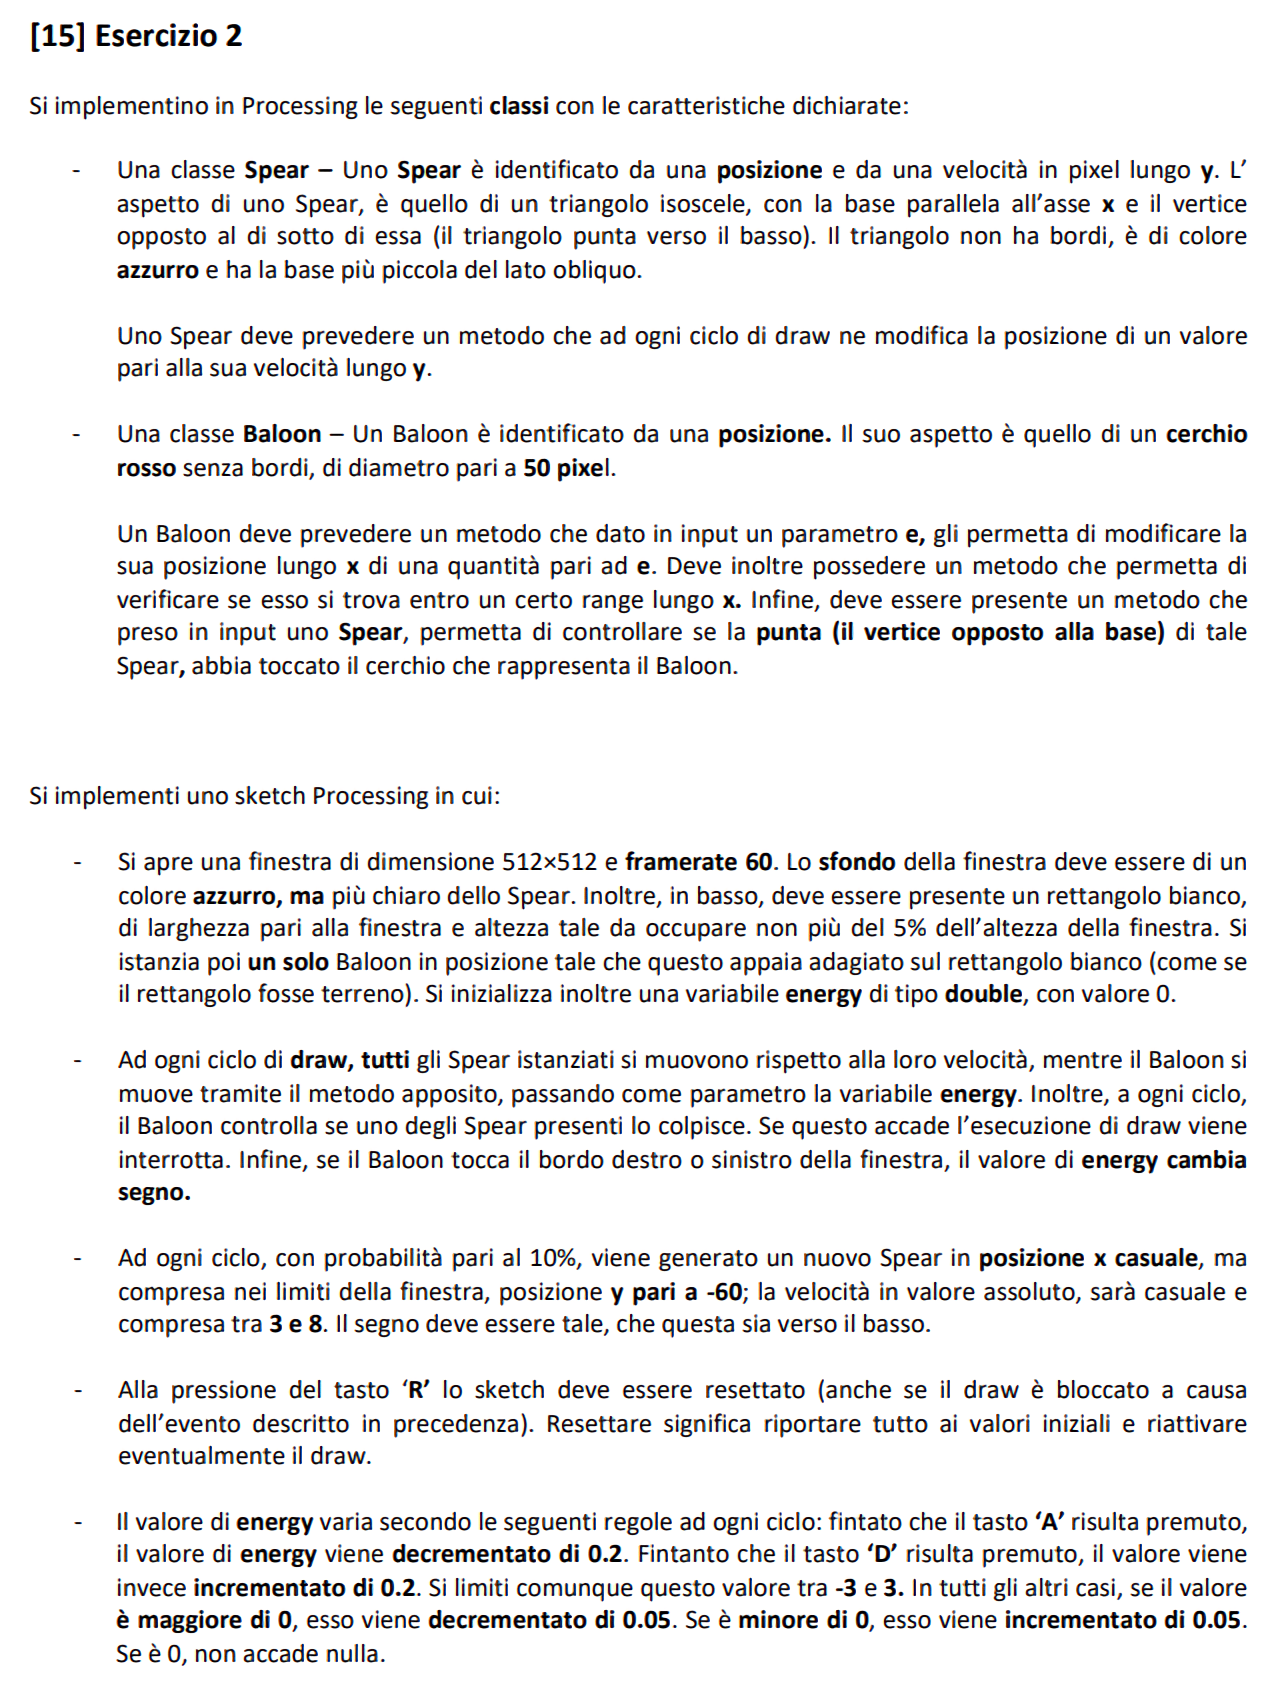 [15] Esercizio 2
Si implementino in Processing le seguenti classi con le caratteristiche dichiarate:
- Una classe Spear – Uno Spear è identificato da una posizione e da una velocità in pixel lungo y. L’
aspetto di uno Spear, è quello di un triangolo isoscele, con la base parallela all’asse x e il vertice
opposto al di sotto di essa (il triangolo punta verso il basso). Il triangolo non ha bordi, è di colore
azzurro e ha la base più piccola del lato obliquo.
Uno Spear deve prevedere un metodo che ad ogni ciclo di draw ne modifica la posizione di un valore
pari alla sua velocità lungo y.
- Una classe Baloon – Un Baloon è identificato da una posizione. Il suo aspetto è quello di un cerchio
rosso senza bordi, di diametro pari a 50 pixel.
Un Baloon deve prevedere un metodo che dato in input un parametro e, gli permetta di modificare la
sua posizione lungo x di una quantità pari ad e. Deve inoltre possedere un metodo che permetta di
verificare se esso si trova entro un certo range lungo x. Infine, deve essere presente un metodo che
preso in input uno Spear, permetta di controllare se la punta (il vertice opposto alla base) di tale
Spear, abbia toccato il cerchio che rappresenta il Baloon.
Si implementi uno sketch Processing in cui:
- Si apre una finestra di dimensione 512×512 e framerate 60. Lo sfondo della finestra deve essere di un
colore azzurro, ma più chiaro dello Spear. Inoltre, in basso, deve essere presente un rettangolo bianco,
di larghezza pari alla finestra e altezza tale da occupare non più del 5% dell’altezza della finestra. Si
istanzia poi un solo Baloon in posizione tale che questo appaia adagiato sul rettangolo bianco (come se
il rettangolo fosse terreno). Si inizializza inoltre una variabile energy di tipo double, con valore 0.
- Ad ogni ciclo di draw, tutti gli Spear istanziati si muovono rispetto alla loro velocità, mentre il Baloon si
muove tramite il metodo apposito, passando come parametro la variabile energy. Inoltre, a ogni ciclo,
il Baloon controlla se uno degli Spear presenti lo colpisce. Se questo accade l’esecuzione di draw viene
interrotta. Infine, se il Baloon tocca il bordo destro o sinistro della finestra, il valore di energy cambia
segno.
- Ad ogni ciclo, con probabilità pari al 10%, viene generato un nuovo Spear in posizione x casuale, ma
compresa nei limiti della finestra, posizione y pari a -60; la velocità in valore assoluto, sarà casuale e
compresa tra 3 e 8. Il segno deve essere tale, che questa sia verso il basso.
- Alla pressione del tasto ‘R’ lo sketch deve essere resettato (anche se il draw è bloccato a causa
dell’evento descritto in precedenza). Resettare significa riportare tutto ai valori iniziali e riattivare
eventualmente il draw.
- Il valore di energy varia secondo le seguenti regole ad ogni ciclo: fintato che il tasto ‘A’ risulta premuto,
il valore di energy viene decrementato di 0.2. Fintanto che il tasto ‘D’ risulta premuto, il valore viene
invece incrementato di 0.2. Si limiti comunque questo valore tra -3 e 3. In tutti gli altri casi, se il valore
è maggiore di 0, esso viene decrementato di 0.05. Se è minore di 0, esso viene incrementato di 0.05.
Se è 0, non accade nulla.